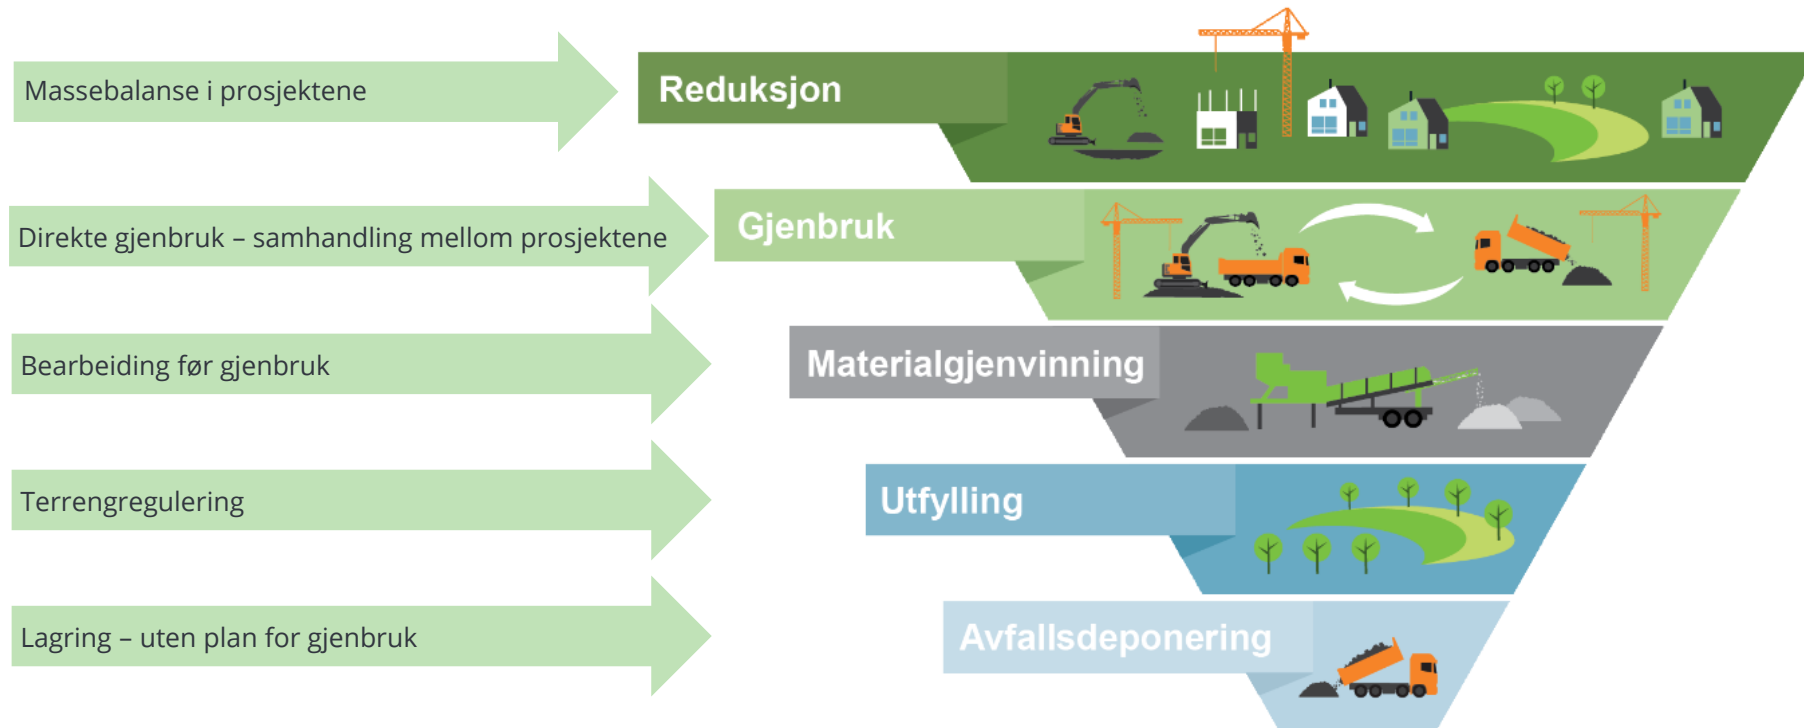 Massebalanse i prosjektene
Reduksjon
Direkte gjenbruk – samhandling mellom prosjektene
Gjenbruk
Bearbeiding før gjenbruk
Materialgjenvinning
Terrengregulering
Utfylling
Lagring – uten plan for gjenbruk
Avfallsdeponering